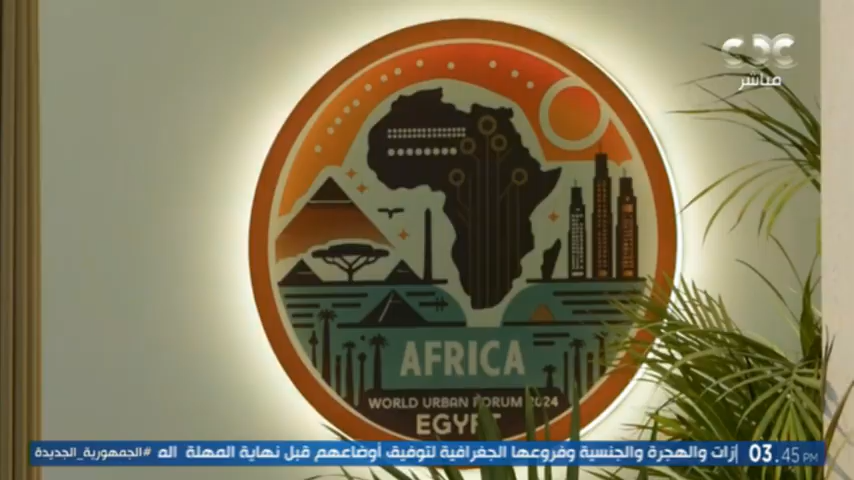 CBC
مباشر
AFRICA
WORLD URBAN FORUM 2024
EGYPT
#الجمهورية_الجديدة
زات والهجرة والجنسية وفروعها الجغرافية لتوفيق أوضاعهم قبل نهاية المهلة الم
03.45 PM